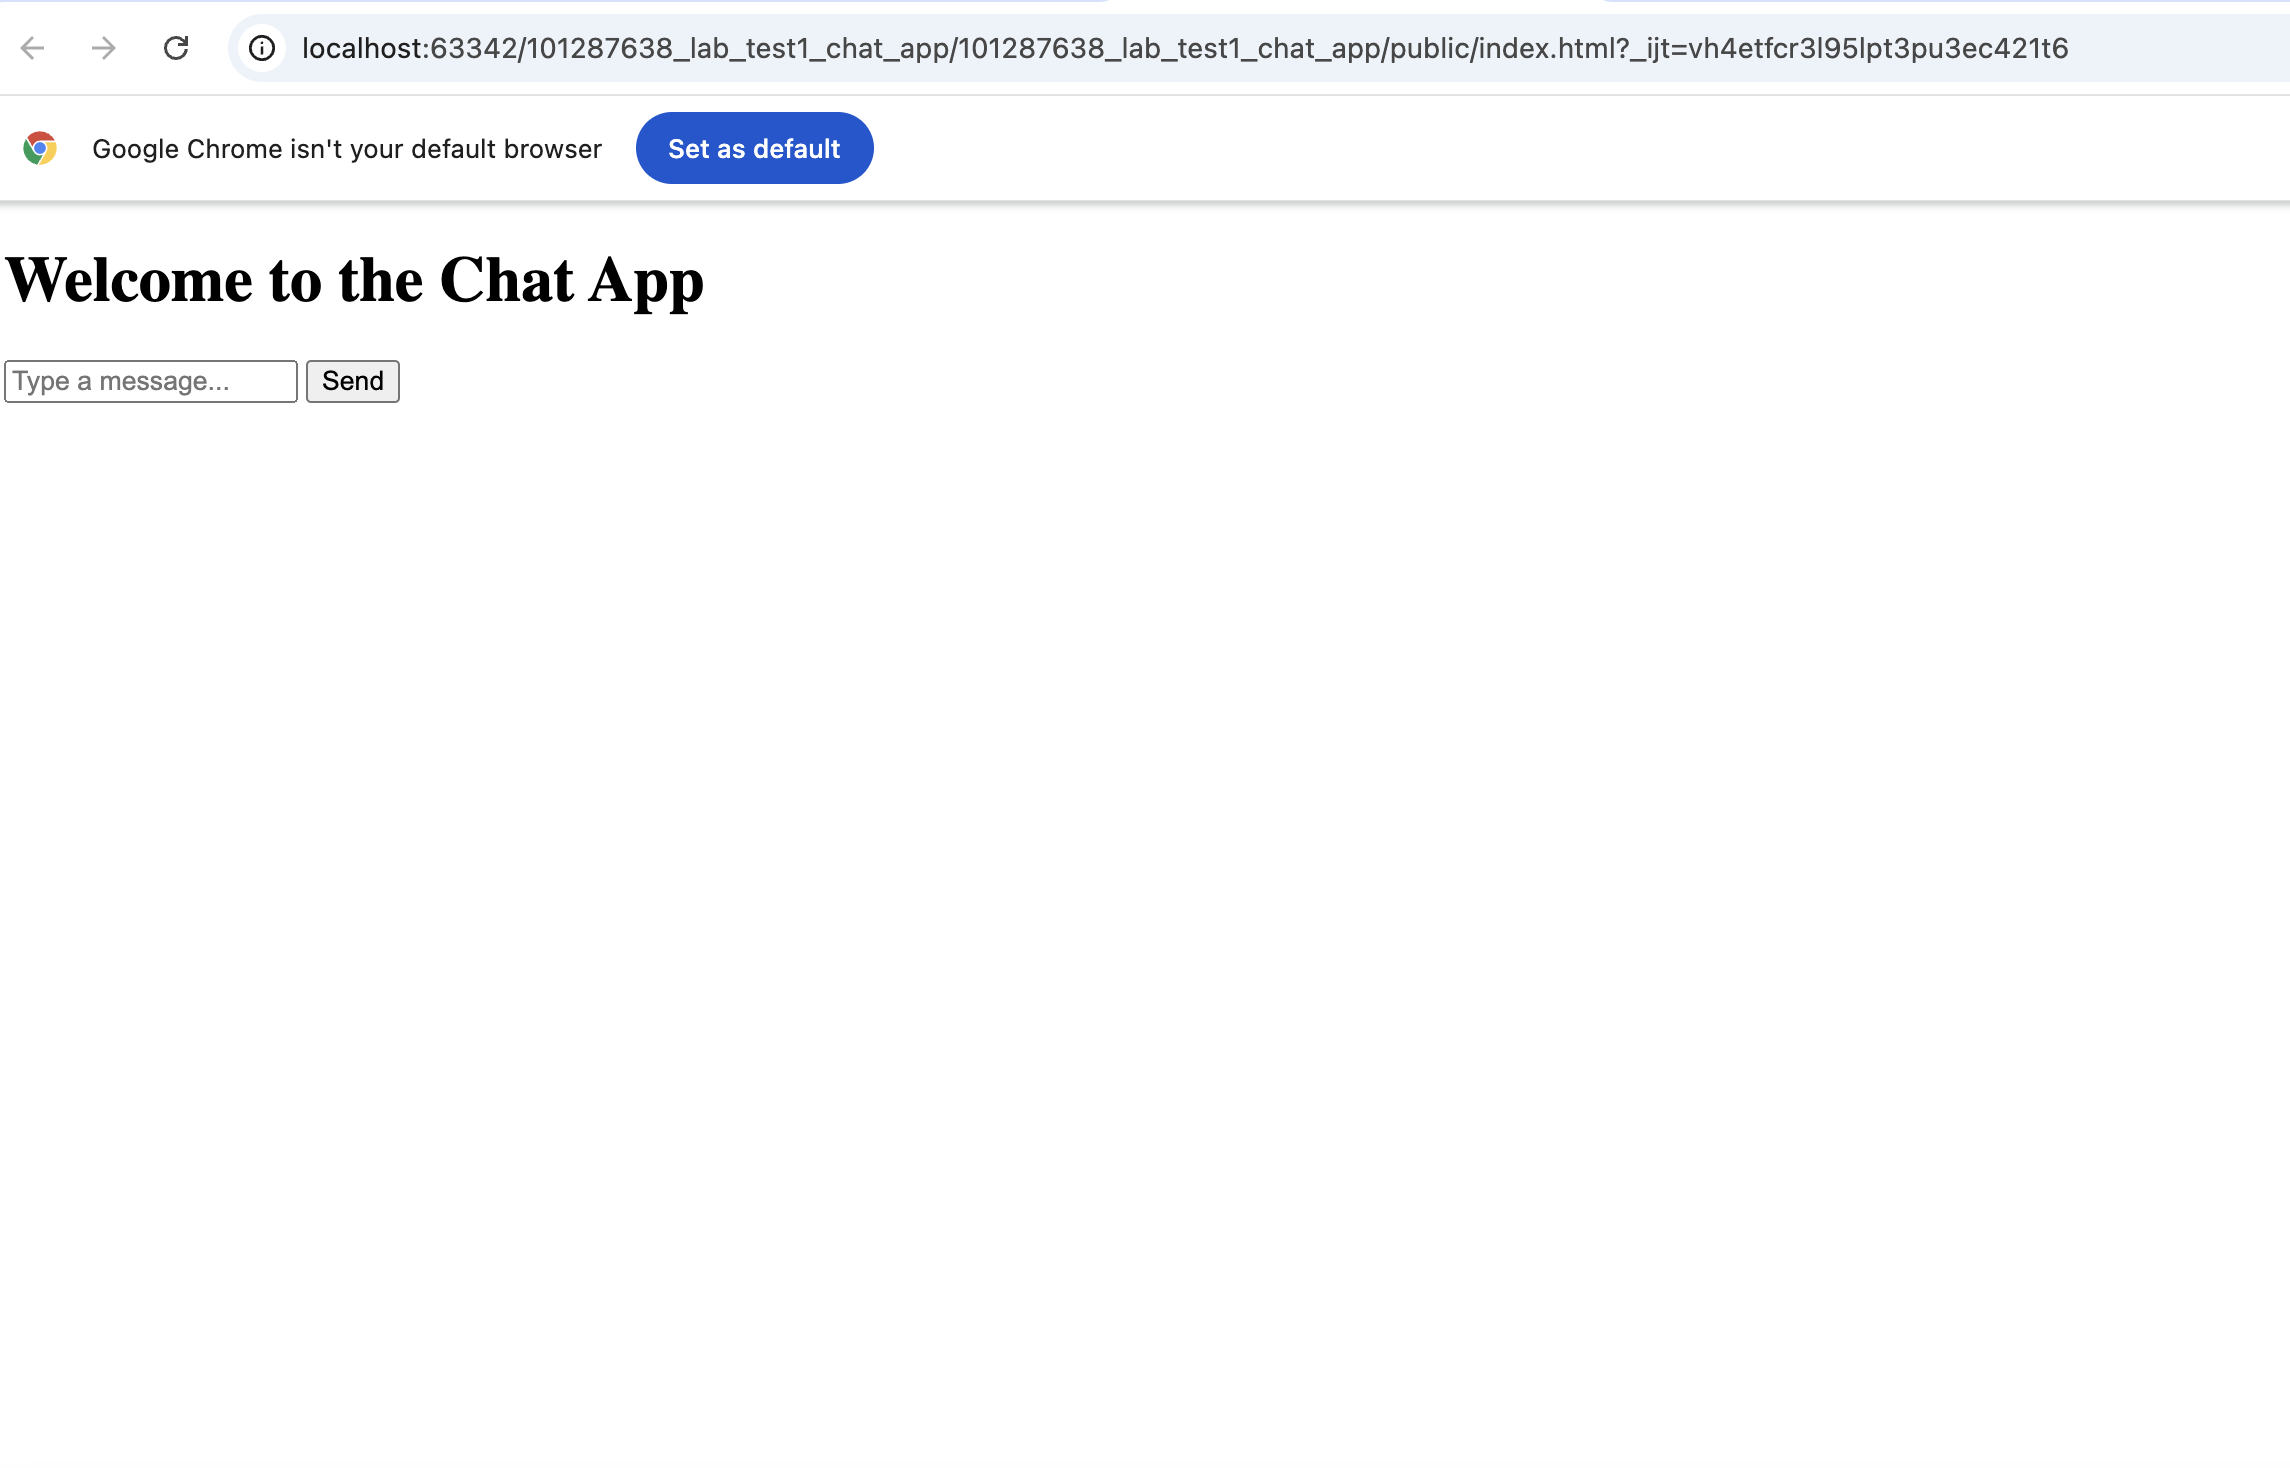 localhost:63342/101287638_lab_test1_chat_app/101287638_lab_test1_chat_app/public/index.html?_ijt=vh4etfcr3l95lpt3pu3ec421t6
Google Chrome isn't your default browser Set as default
Welcome to the Chat App
Type a message... Send